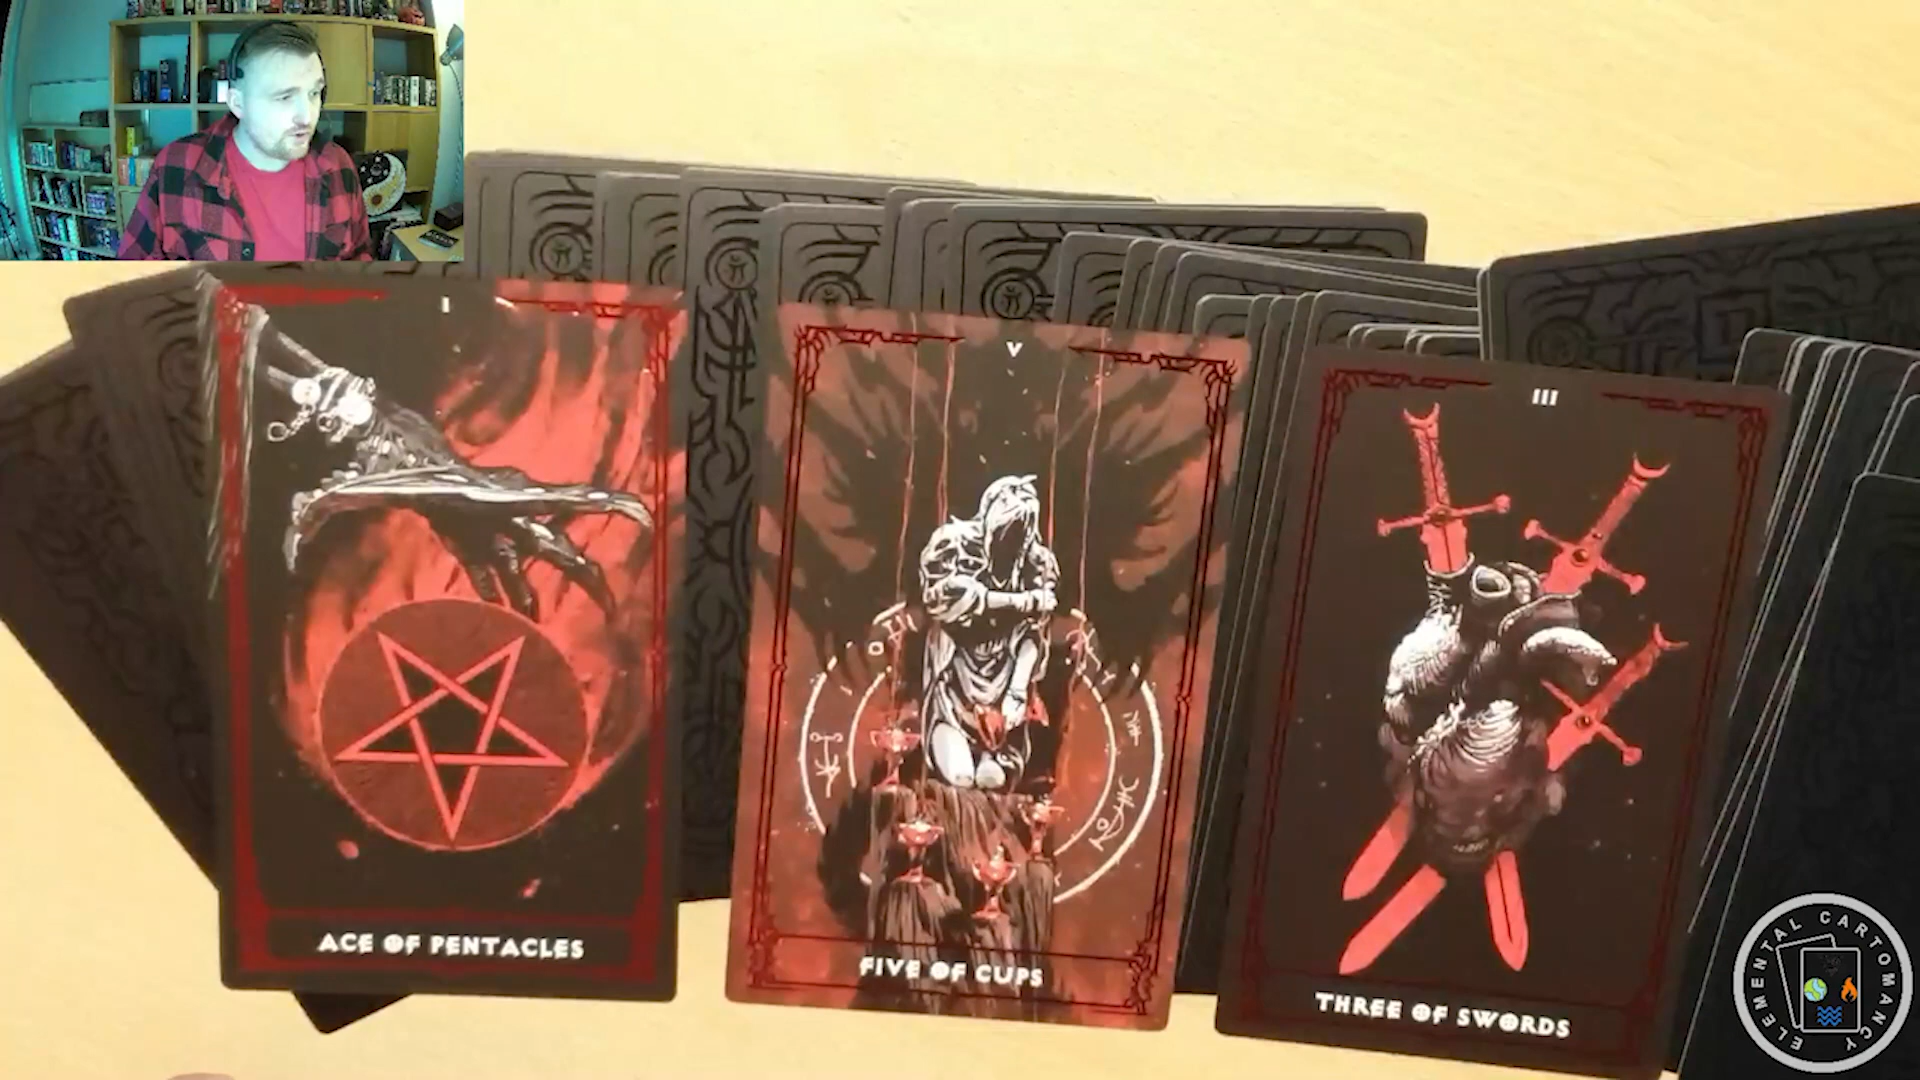 I
ACE OF PENTACLES
V
FIVE OF CUPS
III
THREE OF SWORDS
ELEMENTAL CARTOMANCY